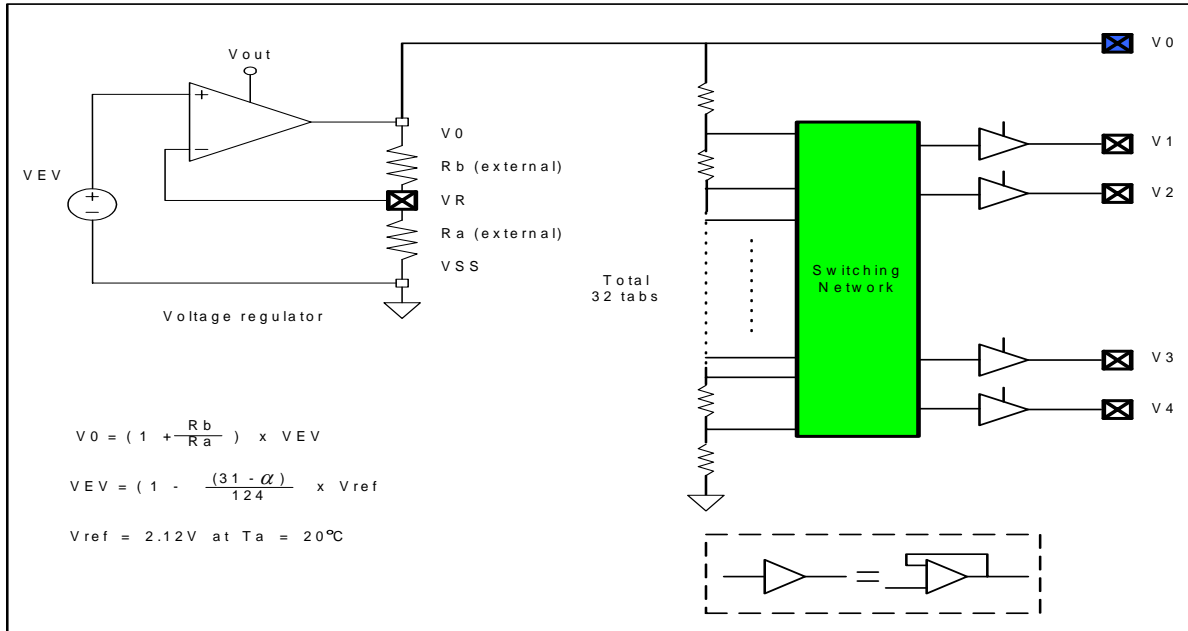 Vout
V0
+
−
V0
Rb (external)
VEV
+
−
VR
Ra (external)
VSS
Voltage regulator
Total
32 tabs
Switching
Network
V1
V2
V3
V4
V0 = ( 1 + Rb/Ra ) x VEV
VEV = ( 1 - (31 - α)/124 x Vref
Vref = 2.12V at Ta = 20°C
=